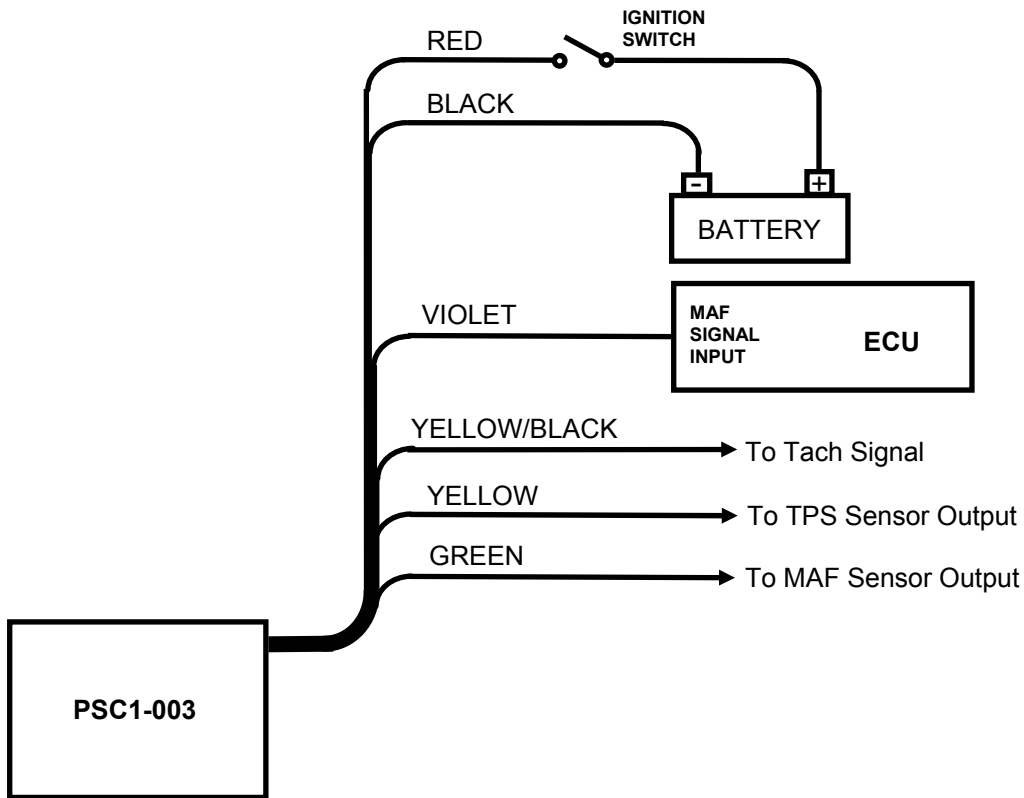 IGNITION
SWITCH
RED
BLACK
- +
BATTERY
VIOLET
MAF
SIGNAL
INPUT
ECU
YELLOW/BLACK
To Tach Signal
YELLOW
To TPS Sensor Output
GREEN
To MAF Sensor Output
PSC1-003